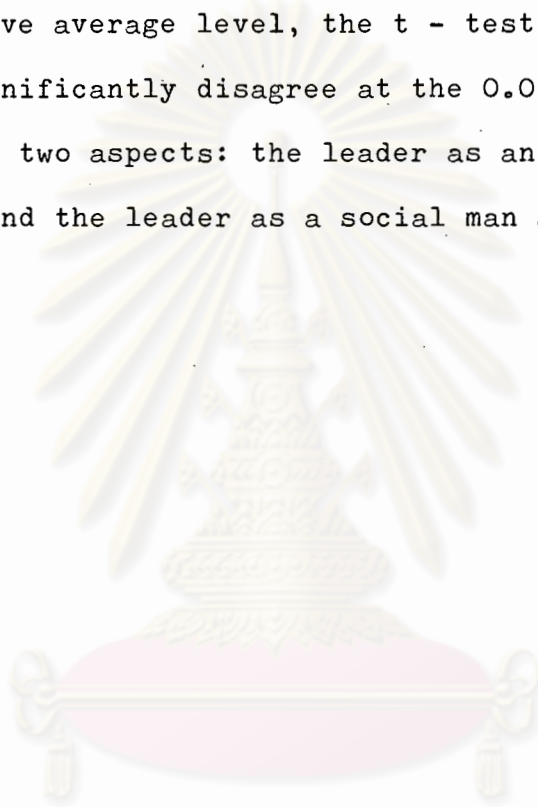 ve average level, the t - test
nificantly disagree at the 0.0
two aspects: the leader as an
nd the leader as a social man